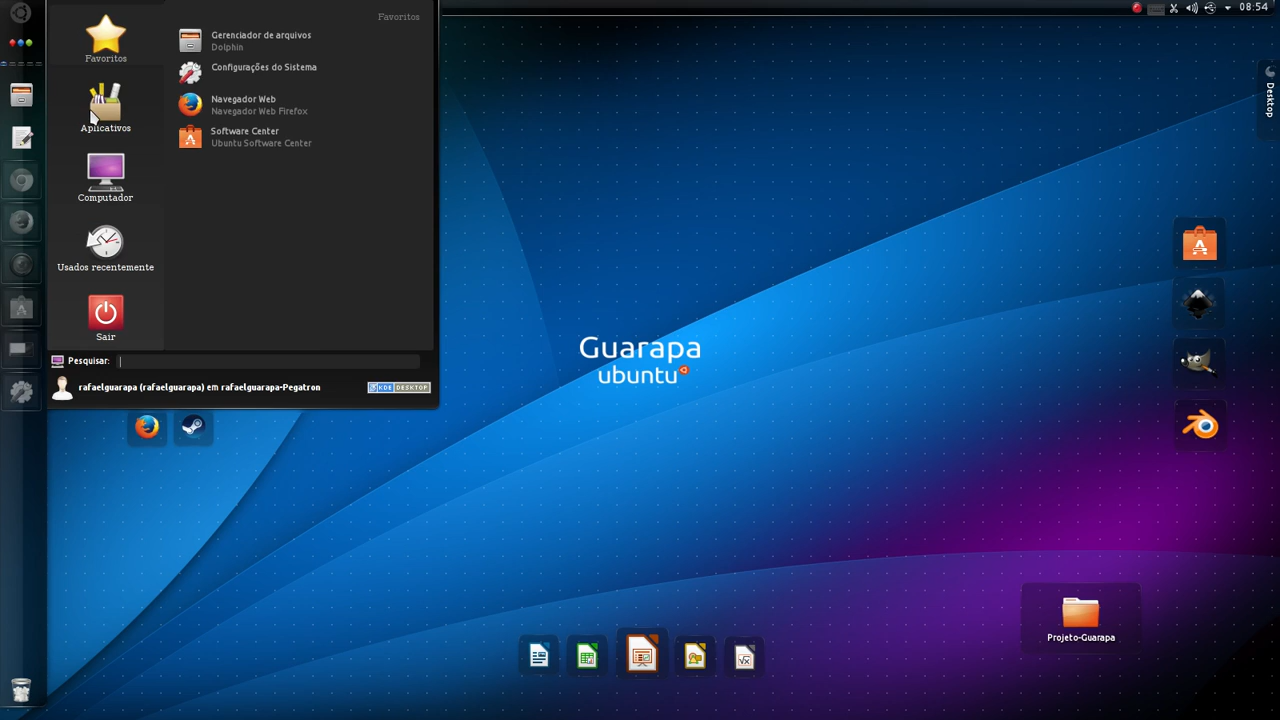 Favoritos
08:54
Favoritos
Gerenciador de arquivos
Dolphin
Configurações do Sistema
Navegador Web
Navegador Web Firefox
Software Center
Ubuntu Software Center
Aplicativos
Computador
Usados recentemente
Sair
Pesquisar:
rafaelguarapa (rafaelguarapa) em rafaelguarapa-Pegatron
KDE DESKTOP
Desktop
Guarapa
ubuntu
Projeto-Guarapa